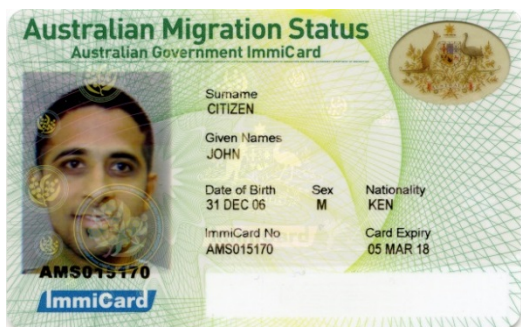 Australian Migration Status
Australian Government ImmiCard
Surname
CITIZEN
Given Names
JOHN
Date of Birth Sex Nationality
31 DEC 06 M KEN
ImmiCard No Card Expiry
AMS015170 05 MAR 18
AMS015170
ImmiCard